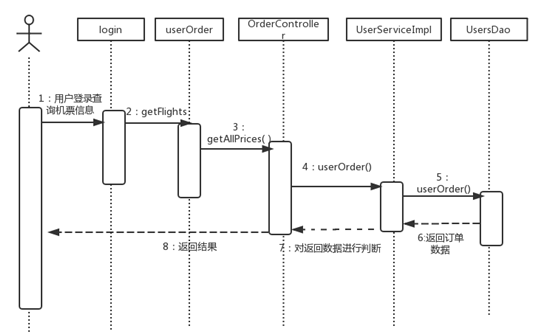 login
userOrder
OrderControlle
r
UserServiceImpl
UsersDao
1：用户登录查
询机票信息
2：getFlights
3：
getAllPrices( )
4：userOrder()
5：
userOrder()
6:返回订单
数据
7：对返回数据进行判断
8：返回结果